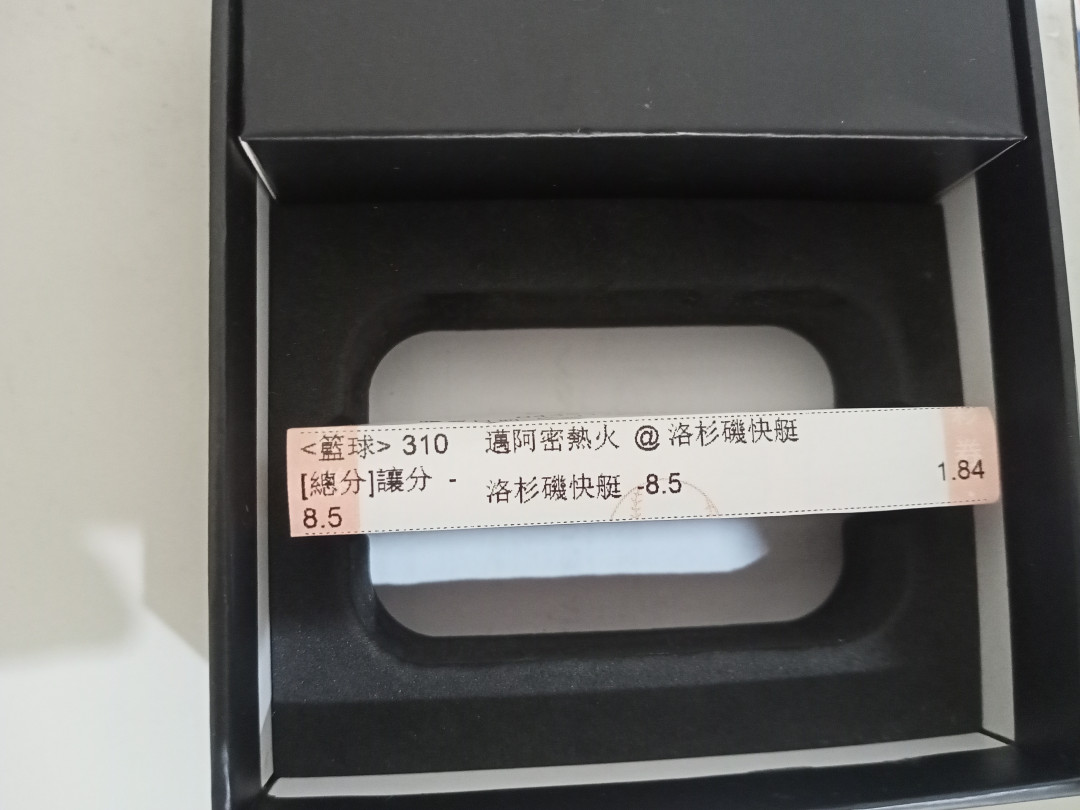 <籃球> 310 邁阿密熱火 @ 洛杉磯快艇
[總分]讓分 - 洛杉磯快艇 -8.5 1.84
8.5